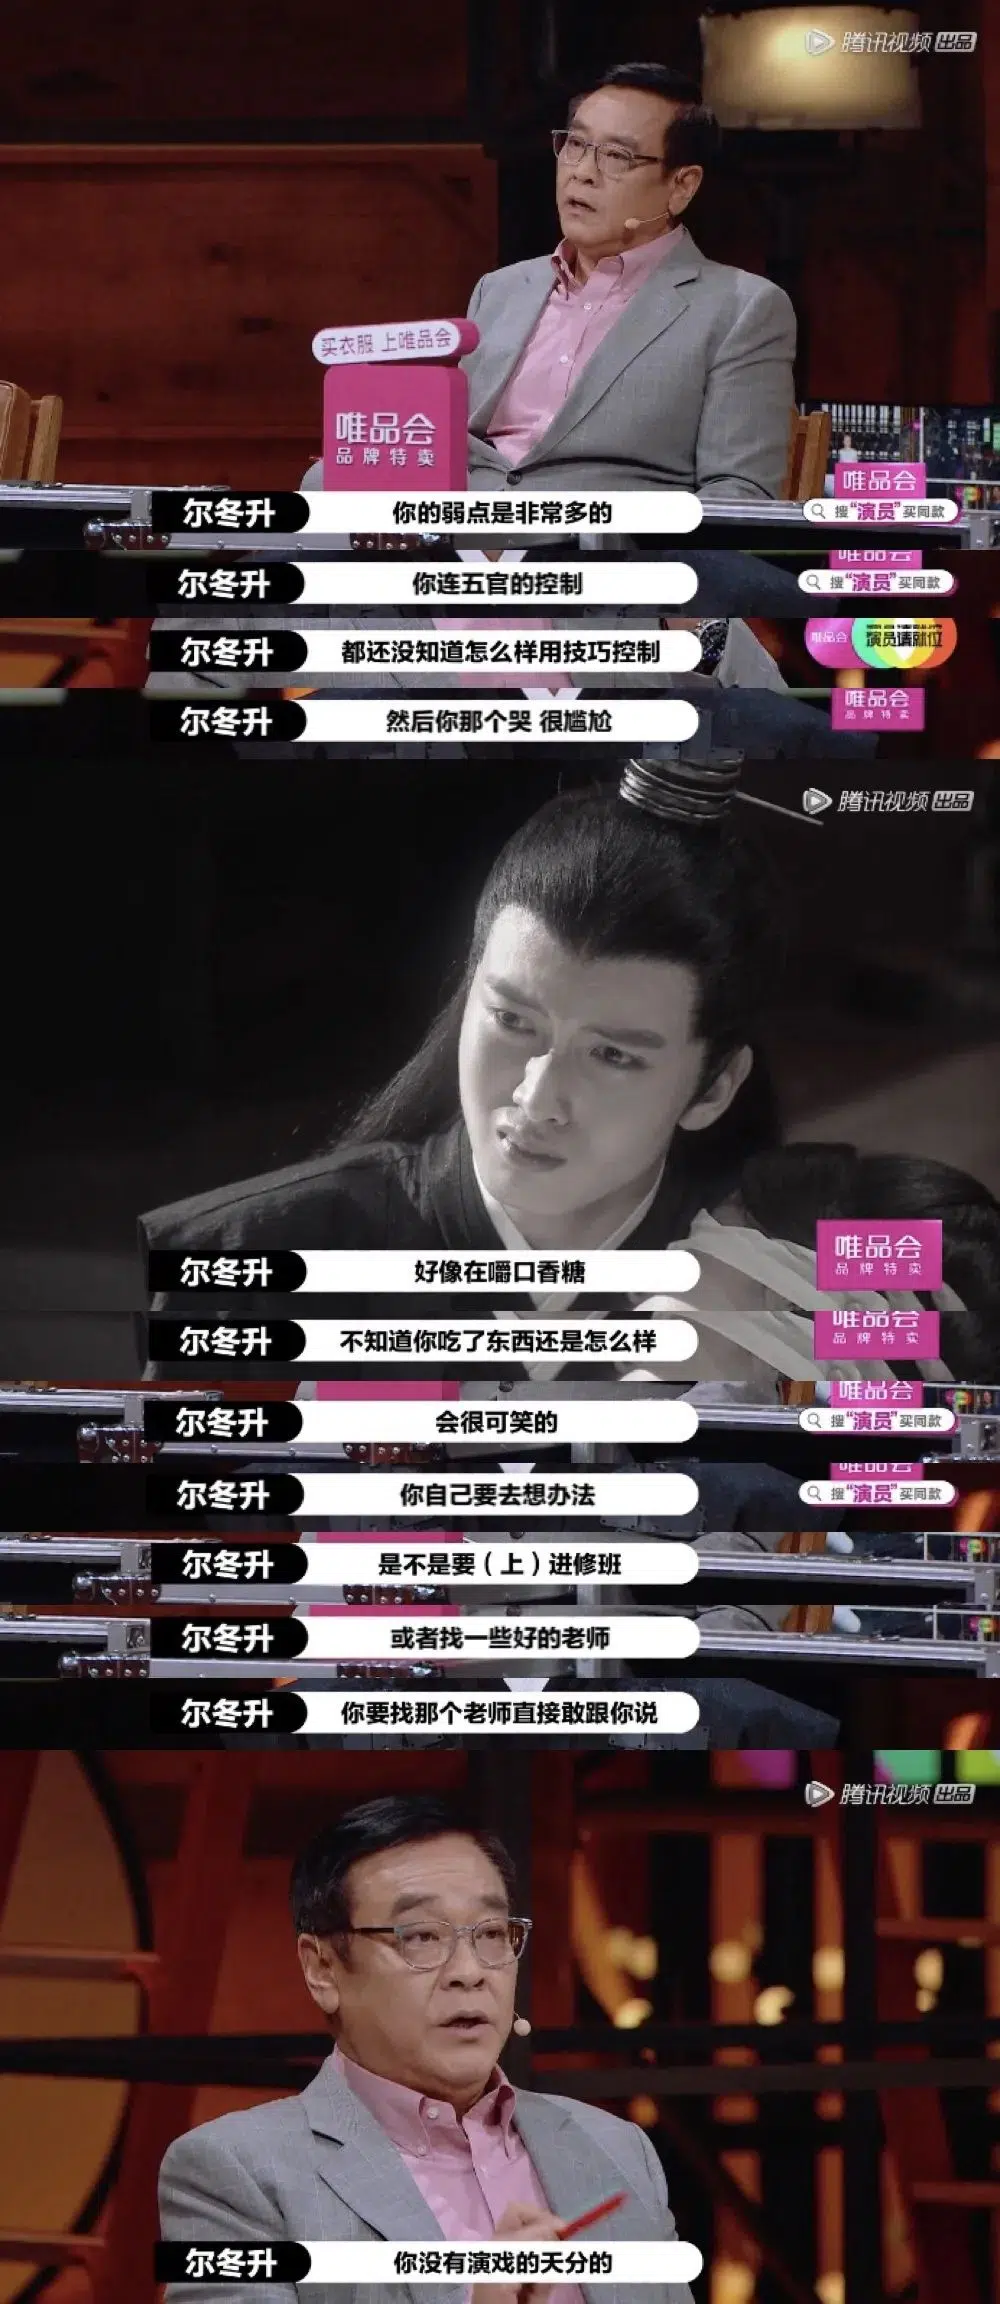 腾讯视频 出品
买衣服 上唯品会
唯品会
品牌特卖
唯品会
搜“演员”买同款
尔冬升 你的弱点是非常多的
唯品会
尔冬升 你连五官的控制
搜“演员”买同款
尔冬升 都还没知道怎么样用技巧控制
唯品会 演员请就位
尔冬升 然后你那个哭 很尴尬
唯品会
品牌特卖
腾讯视频 出品
尔冬升 好像在嚼口香糖
唯品会
品牌特卖
尔冬升 不知道你吃了东西还是怎么样
唯品会
品牌特卖
唯品会
尔冬升 会很可笑的
搜“演员”买同款
唯品会
尔冬升 你自己要去想办法
搜“演员”买同款
尔冬升 是不是要（上）进修班
尔冬升 或者找一些好的老师
尔冬升 你要找那个老师直接敢跟你说
腾讯视频 出品
尔冬升 你没有演戏的天分的